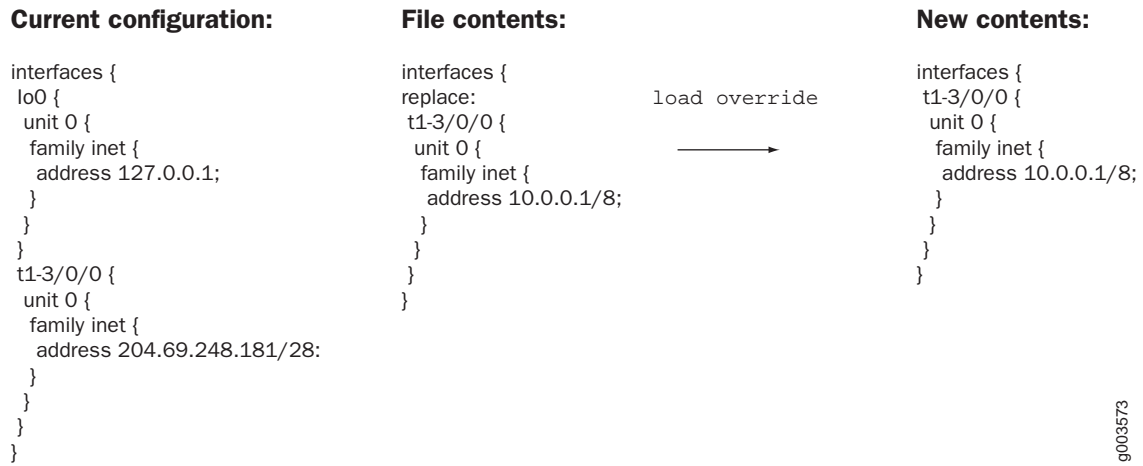 Current configuration:
interfaces {
lo0 {
unit 0 {
family inet {
address 127.0.0.1;
}
}
}
t1-3/0/0 {
unit 0 {
family inet {
address 204.69.248.181/28:
}
}
}
}
File contents:
interfaces {
replace:
t1-3/0/0 {
unit 0 {
family inet {
address 10.0.0.1/8;
}
}
}
}
load override
New contents:
interfaces {
t1-3/0/0 {
unit 0 {
family inet {
address 10.0.0.1/8;
}
}
}
}
g003573